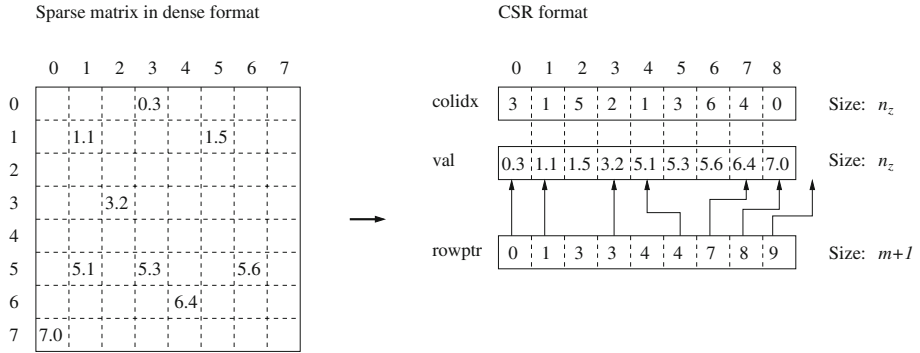 Sparse matrix in dense format
0 1 2 3 4 5 6 7
0 0.3
1 1.1 1.5
2
3 3.2
4
5 5.1 5.3 5.6
6 6.4
7 7.0
CSR format
0 1 2 3 4 5 6 7 8
colidx 3 1 5 2 1 3 6 4 0 Size: n_z
val 0.3 1.1 1.5 3.2 5.1 5.3 5.6 6.4 7.0 Size: n_z
rowptr 0 1 3 3 4 4 7 8 9 Size: m+1